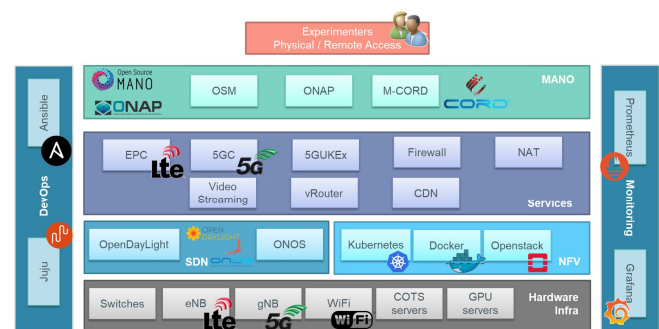 Experimenters
Physical / Remote Access
Ansible
DevOps
Juju
Open Source
MANO
ONAP
OSM
ONAP
M-CORD
CORD
MANO
EPC
Lte
5GC
5G
5GUKEx
Firewall
NAT
Video
Streaming
vRouter
CDN
Services
OpenDayLight
OPEN
DAYLIGHT
ONOS
SDN
Kubernetes
Docker
Openstack
NFV
Switches
eNB
Lte
gNB
5G
WiFi
Wi Fi
COTS
servers
GPU
servers
Hardware
Infra
Prometheus
Monitoring
Grafana